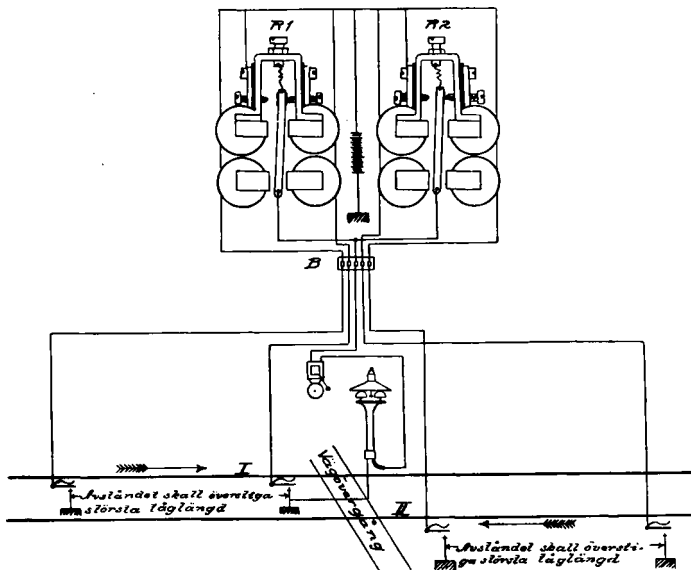 R1
R2
B
I
Vägövergång
Avståndet skall överstiga
största tåglängd
II
Avståndet skall översti-
ga största tåglängd